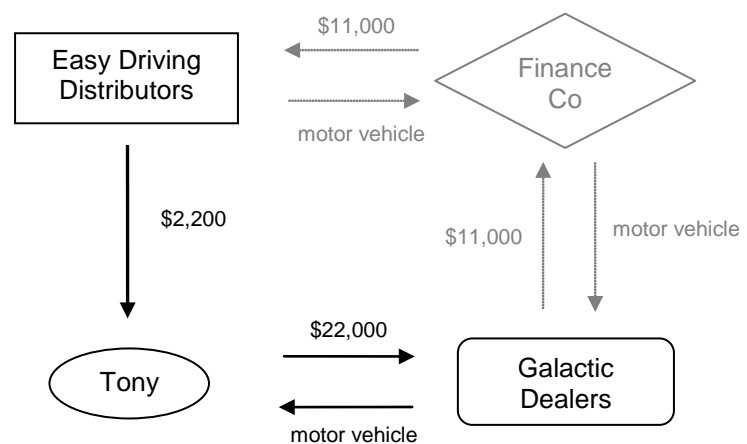 $11,000
Easy Driving
Distributors
Finance
Co
motor vehicle
$2,200
$11,000
motor vehicle
$22,000
Tony
Galactic
Dealers
motor vehicle